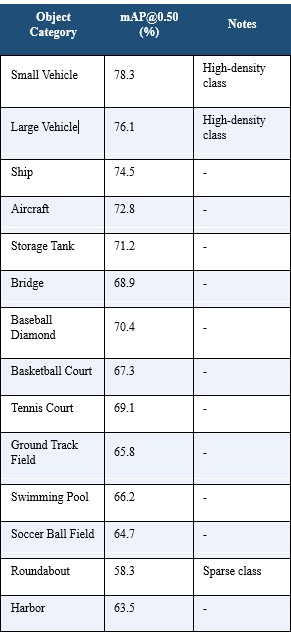 Object mAP@0.50 Notes
Category (%)
Small Vehicle 78.3 High-density
class
Large Vehicle 76.1 High-density
class
Ship 74.5 -
Aircraft 72.8 -
Storage Tank 71.2 -
Bridge 68.9 -
Baseball 70.4 -
Diamond
Basketball Court 67.3 -
Tennis Court 69.1 -
Ground Track 65.8 -
Field
Swimming Pool 66.2 -
Soccer Ball Field 64.7 -
Roundabout 58.3 Sparse class
Harbor 63.5 -